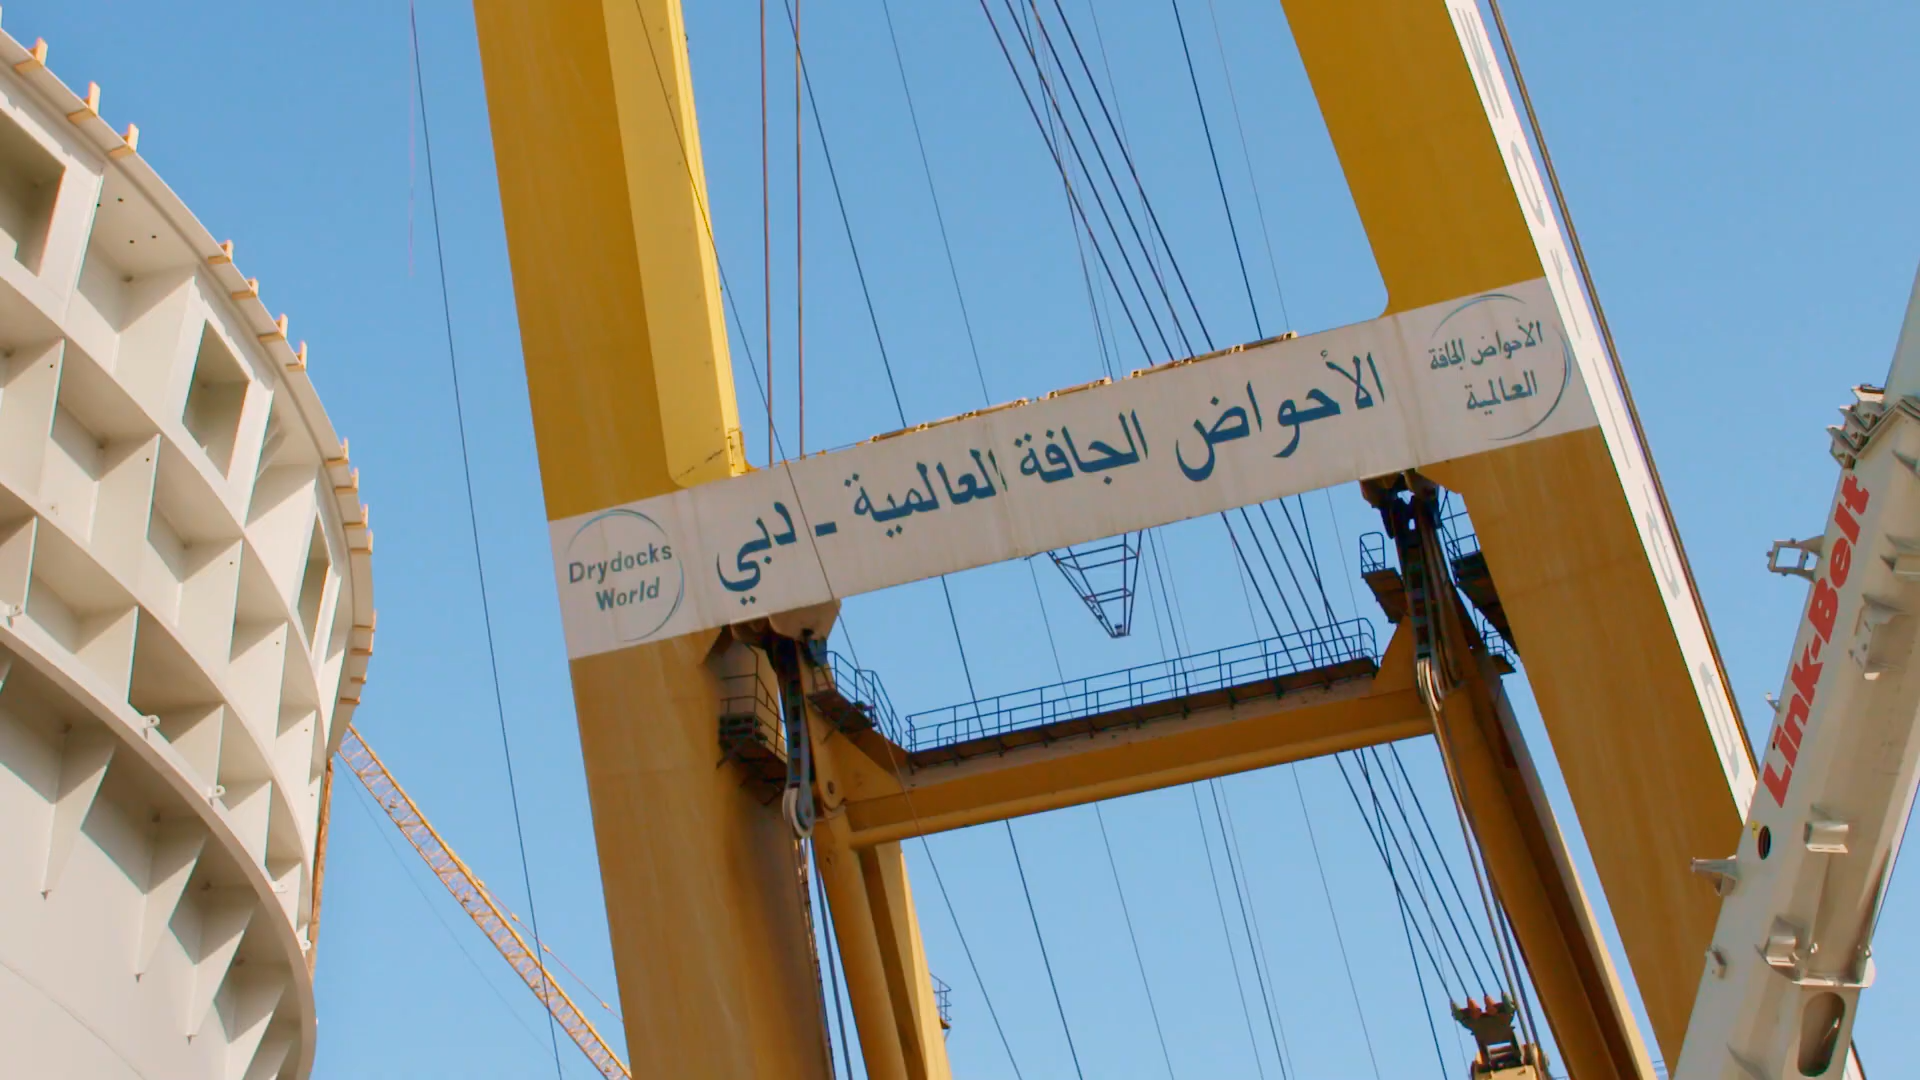 الأحواض الجافة العالمية - دبي
الأحواض الجافة
العالمية
Drydocks
World
Link-Belt